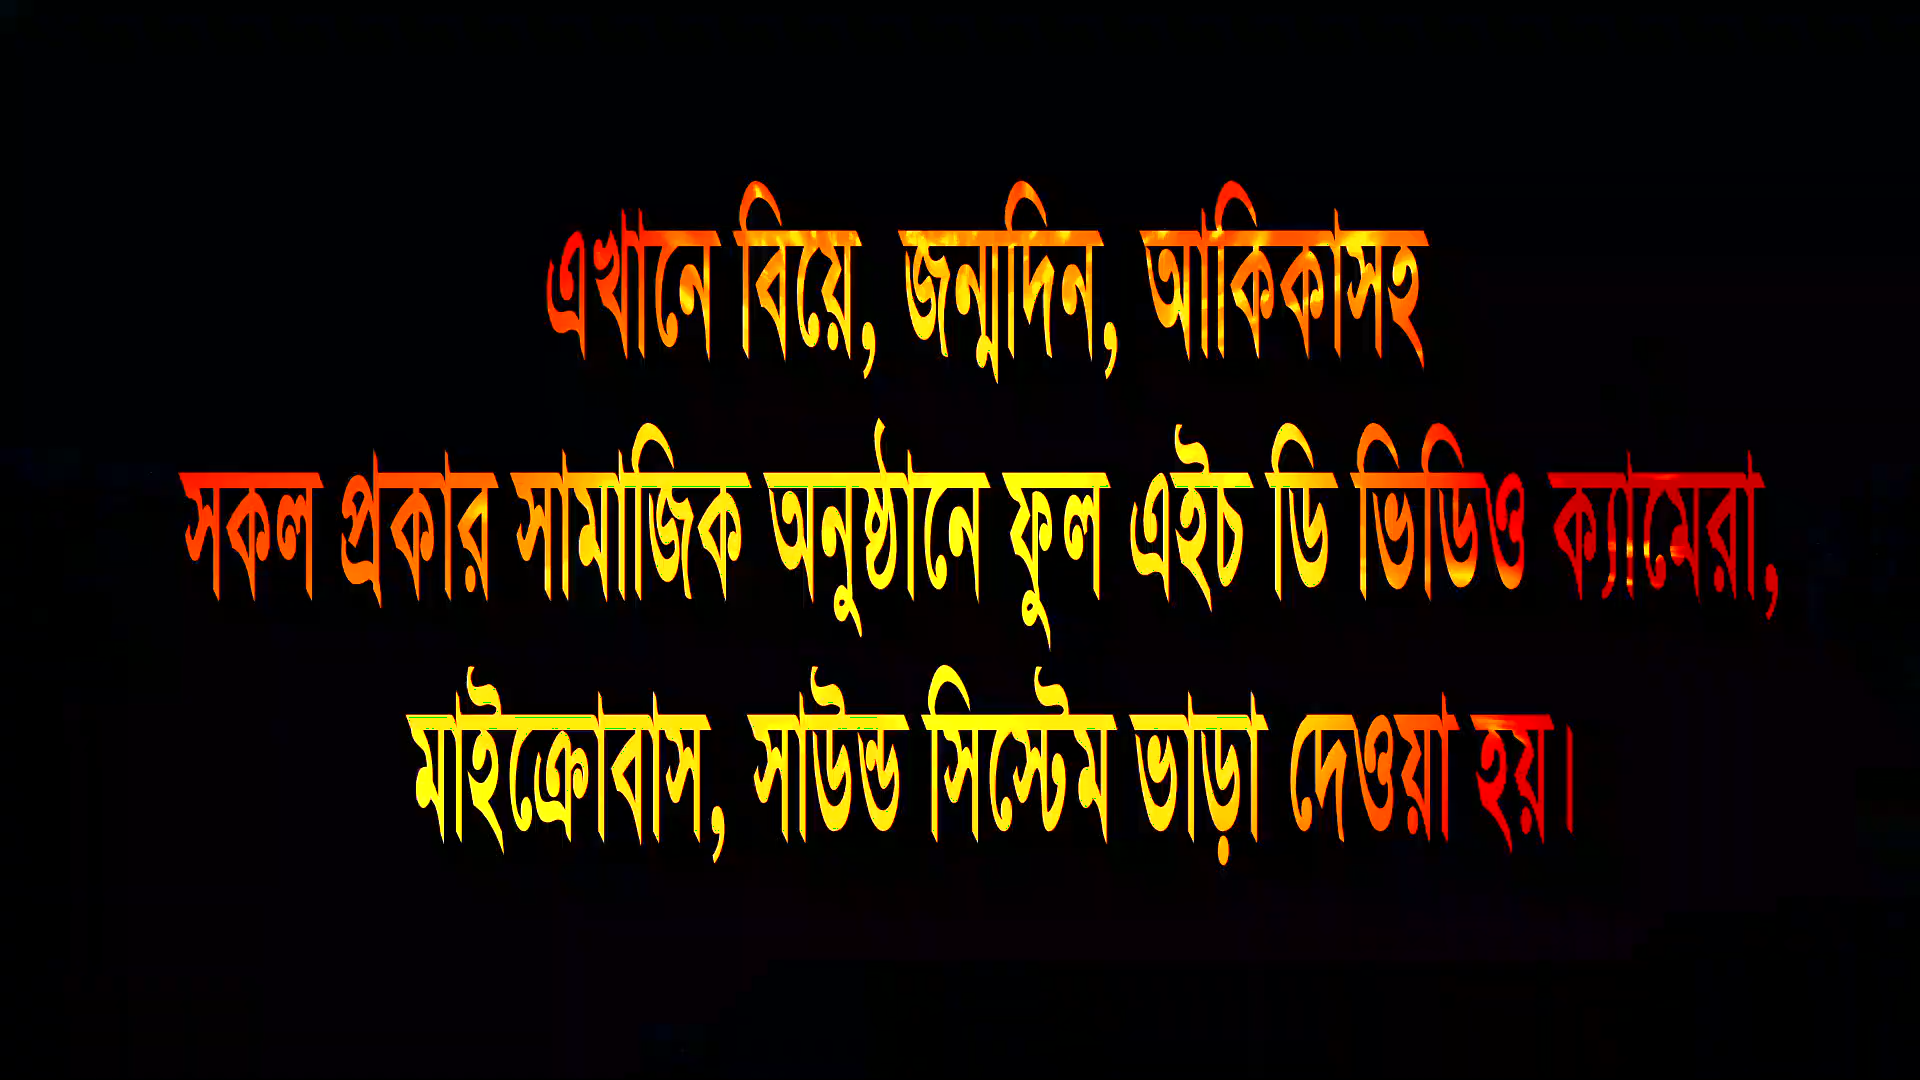 এখানে বিয়ে, জন্মদিন, আকিকাসহ
সকল প্রকার সামাজিক অনুষ্ঠানে ফুল এইচ ডি ভিডিও ক্যামেরা,
মাইক্রোবাস, সাউন্ড সিস্টেম ভাড়া দেওয়া হয়।